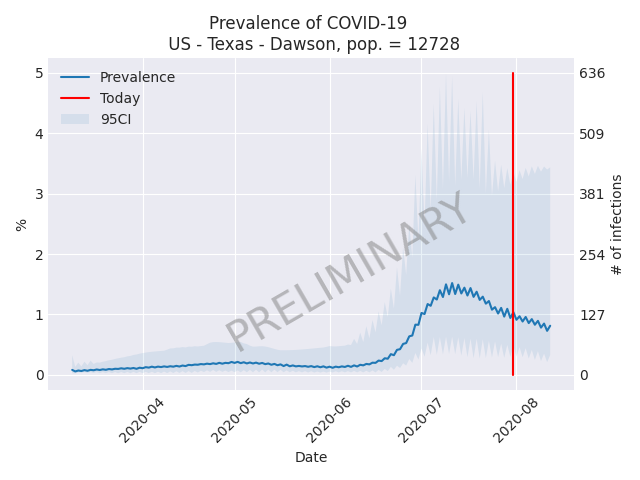 Prevalence of COVID-19
US - Texas - Dawson, pop. = 12728
Prevalence
Today
95CI
5
4
3
2
1
0
%
636
509
381
254
127
0
# of infections
PRELIMINARY
2020-04
2020-05
2020-06
2020-07
2020-08
Date